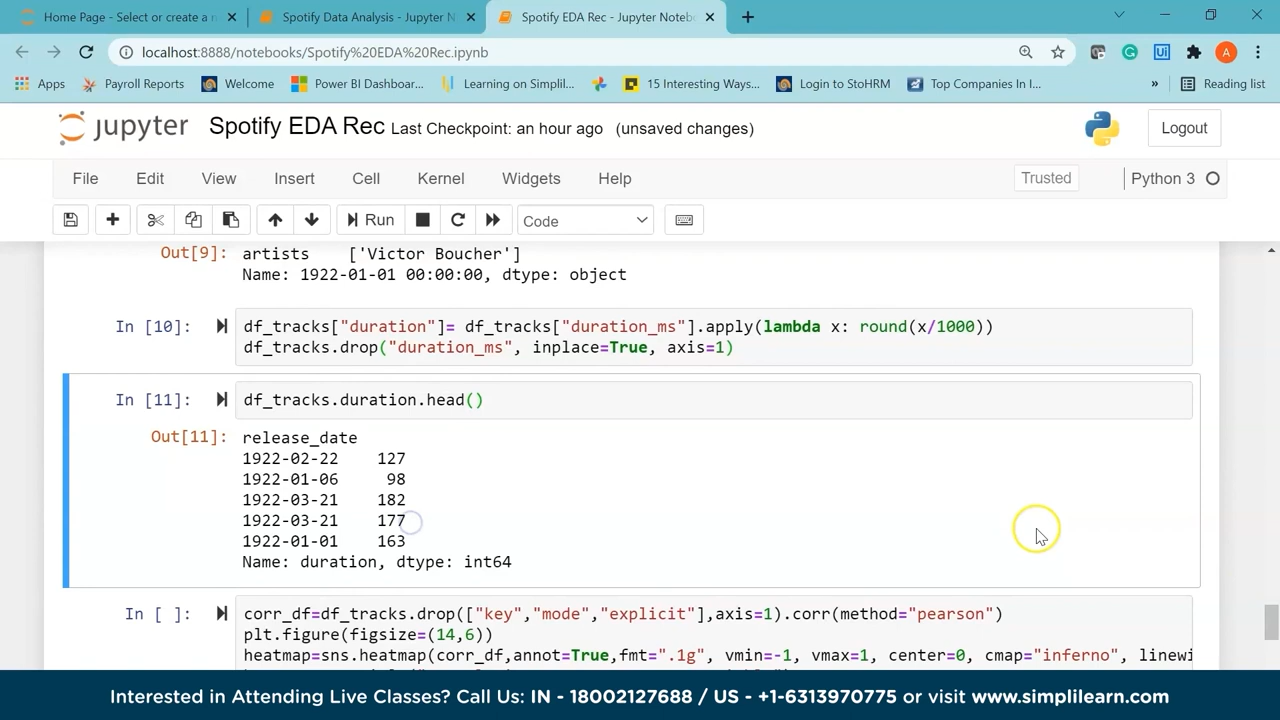 Home Page - Select or create a n
Spotify Data Analysis - Jupyter N
Spotify EDA Rec - Jupyter Notebo
localhost:8888/notebooks/Spotify%20EDA%20Rec.ipynb
A
Apps
Payroll Reports
Welcome
Power BI Dashboar...
Learning on Simplil...
15 Interesting Ways...
Login to StoHRM
Top Companies In I...
»
Reading list
jupyter
Spotify EDA Rec Last Checkpoint: an hour ago (unsaved changes)
Logout
File Edit View Insert Cell Kernel Widgets Help
Trusted
Python 3
Run
Code
Out[9]: artists ['Victor Boucher']
Name: 1922-01-01 00:00:00, dtype: object
In [10]: df_tracks["duration"]= df_tracks["duration_ms"].apply(lambda x: round(x/1000))
df_tracks.drop("duration_ms", inplace=True, axis=1)
In [11]: df_tracks.duration.head()
Out[11]: release_date
1922-02-22 127
1922-01-06 98
1922-03-21 182
1922-03-21 177
1922-01-01 163
Name: duration, dtype: int64
In [ ]: corr_df=df_tracks.drop(["key","mode","explicit"],axis=1).corr(method="pearson")
plt.figure(figsize=(14,6))
heatmap=sns.heatmap(corr_df,annot=True,fmt=".1g", vmin=-1, vmax=1, center=0, cmap="inferno", linewi
Interested in Attending Live Classes? Call Us: IN - 18002127688 / US - +1-6313970775 or visit www.simplilearn.com